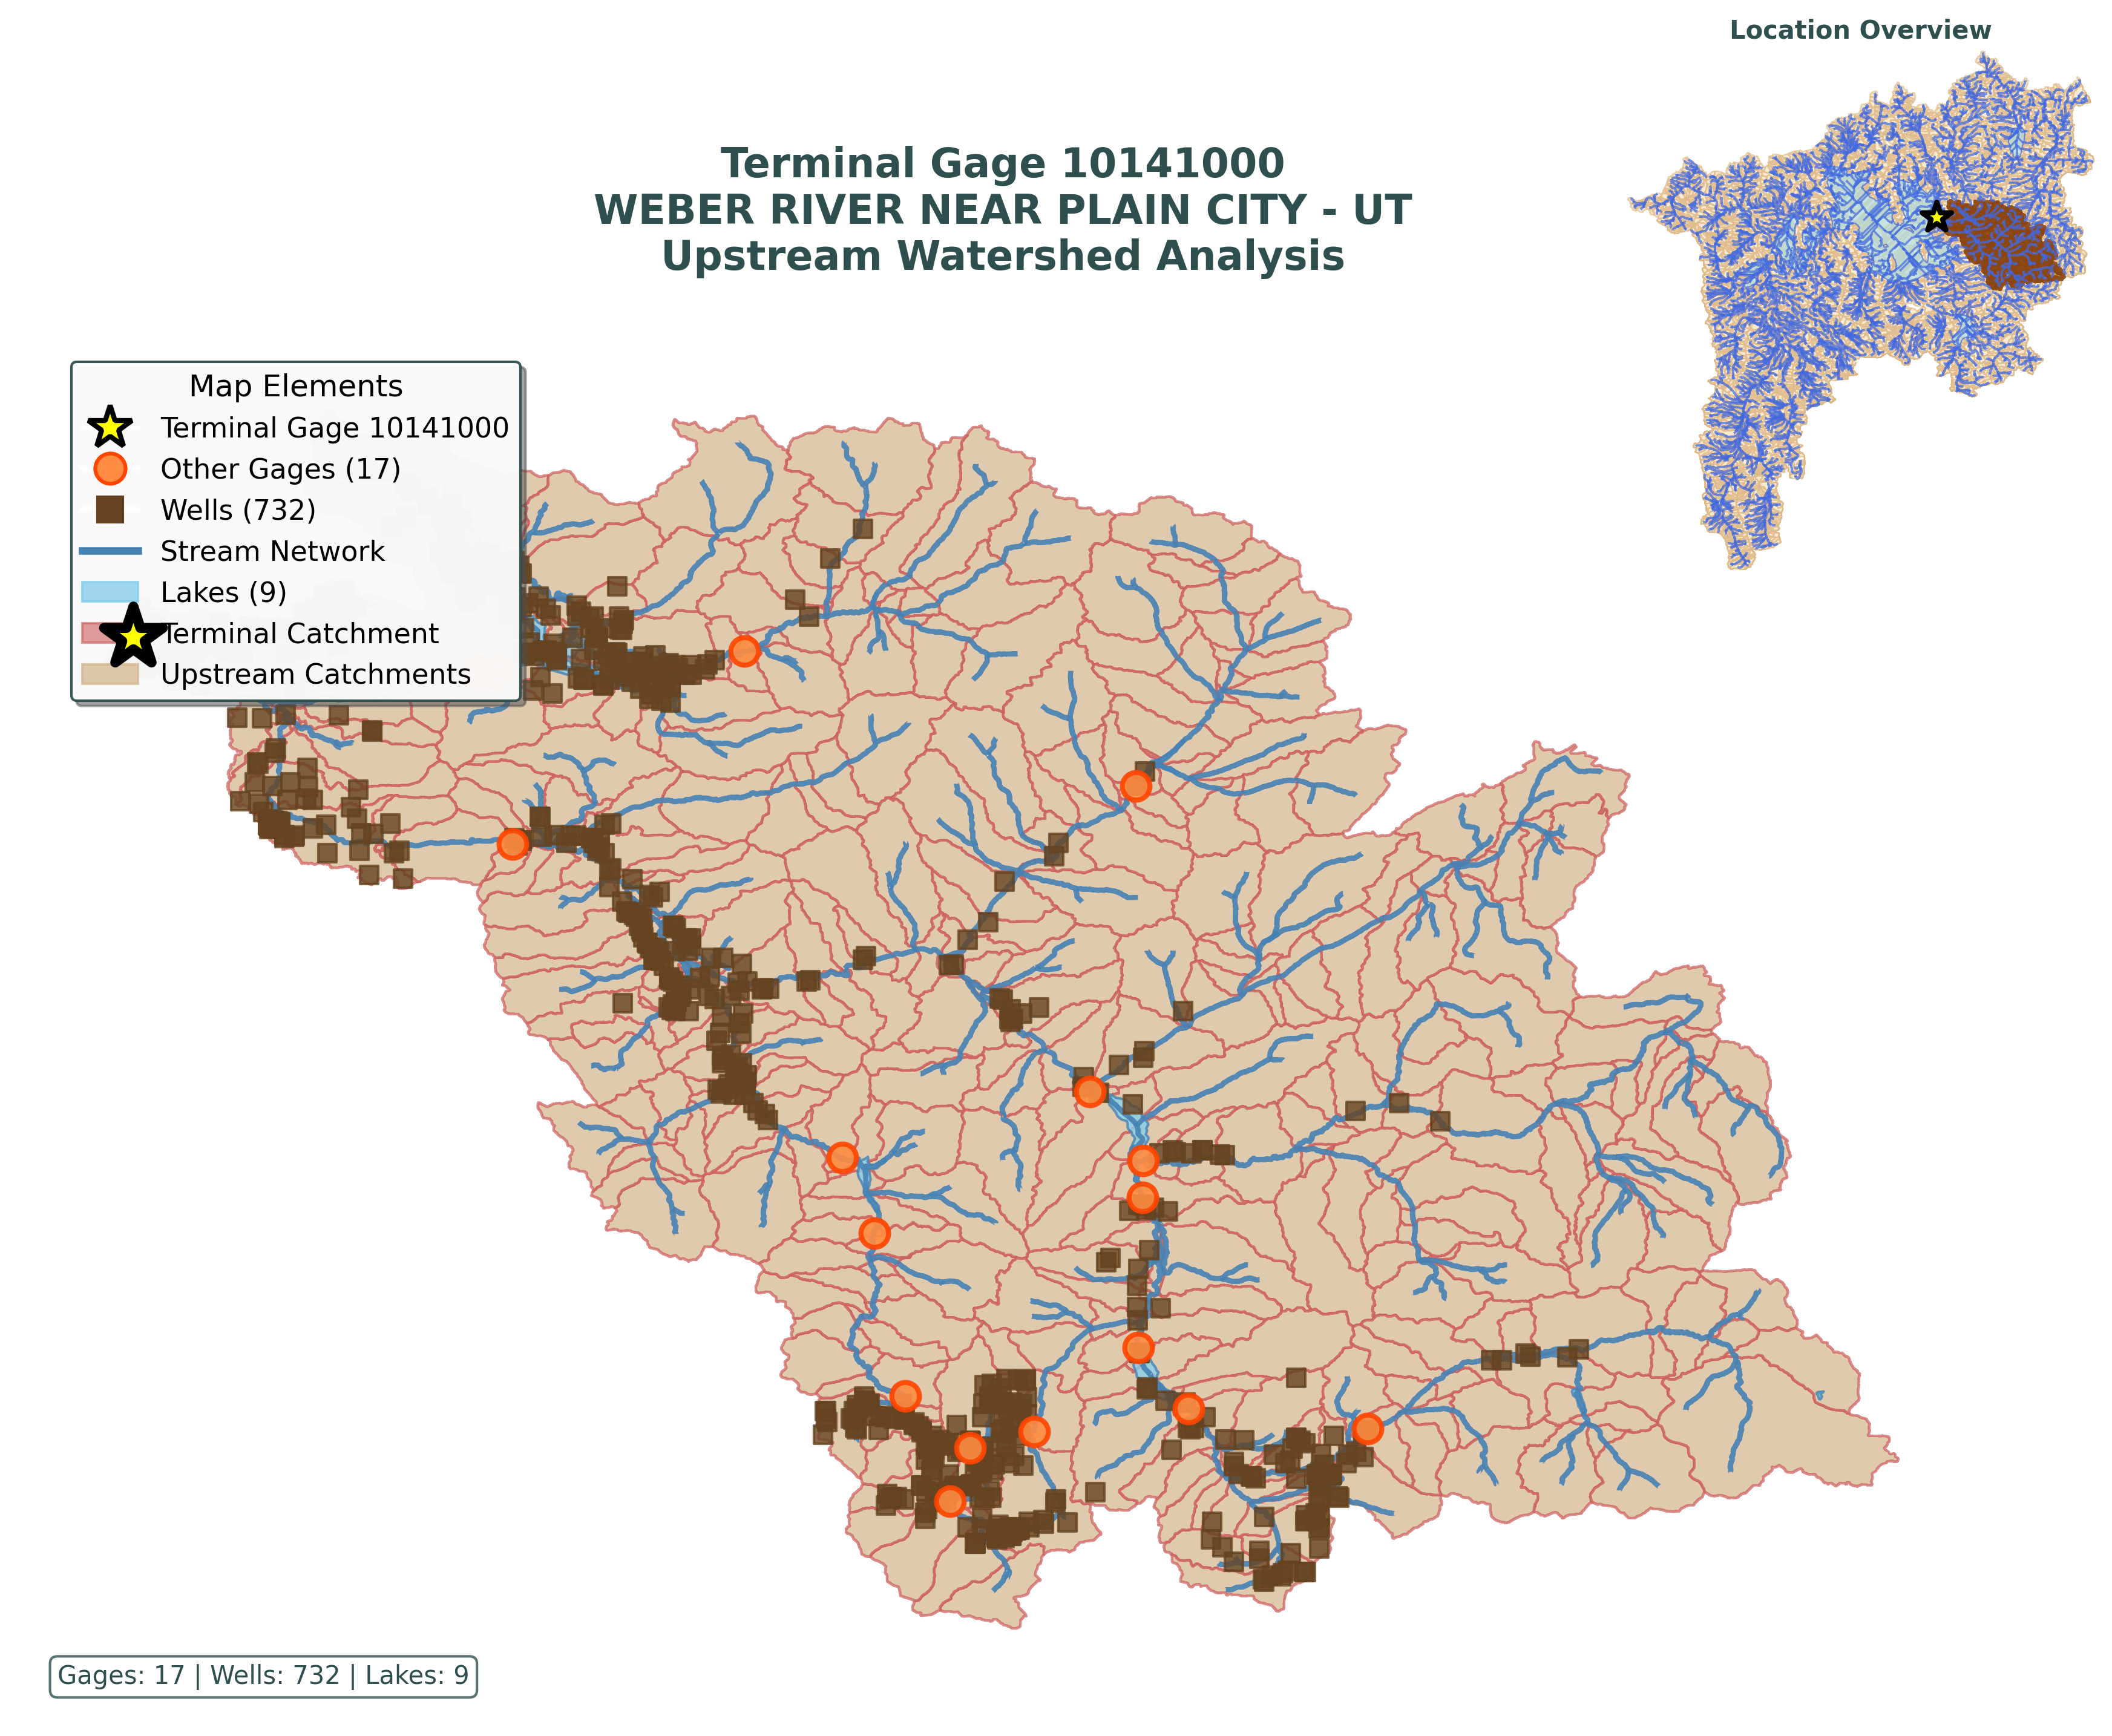 Location Overview
Terminal Gage 10141000
WEBER RIVER NEAR PLAIN CITY - UT
Upstream Watershed Analysis
Map Elements
Terminal Gage 10141000
Other Gages (17)
Wells (732)
Stream Network
Lakes (9)
Terminal Catchment
Upstream Catchments
Gages: 17 | Wells: 732 | Lakes: 9